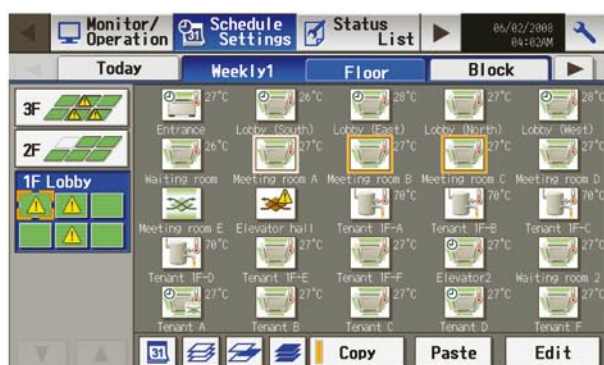 Monitor/ Operation
Schedule Settings
Status List
06/02/2008
04:02AM
Today
Weekly1
Floor
Block
3F
2F
1F Lobby
27°C 26°C 28°C 27°C 28°C
Entrance Lobby (South) Lobby (East) Lobby (North) Lobby (West)
26°C 27°C 27°C 27°C 27°C
Waiting room Meeting room A Meeting room B Meeting room C Meeting room D
70°C 70°C 70°C
Meeting room E Elevator hall Tenant 1F-A Tenant 1F-B Tenant 1F-C
70°C 27°C 27°C 27°C 27°C
Tenant 1F-D Tenant 1F-E Tenant 1F-F Elevator2 Waiting room 2
27°C 27°C 27°C 27°C 27°C
Tenant A Tenant B Tenant C Tenant D Tenant F
31
Copy
Paste
Edit